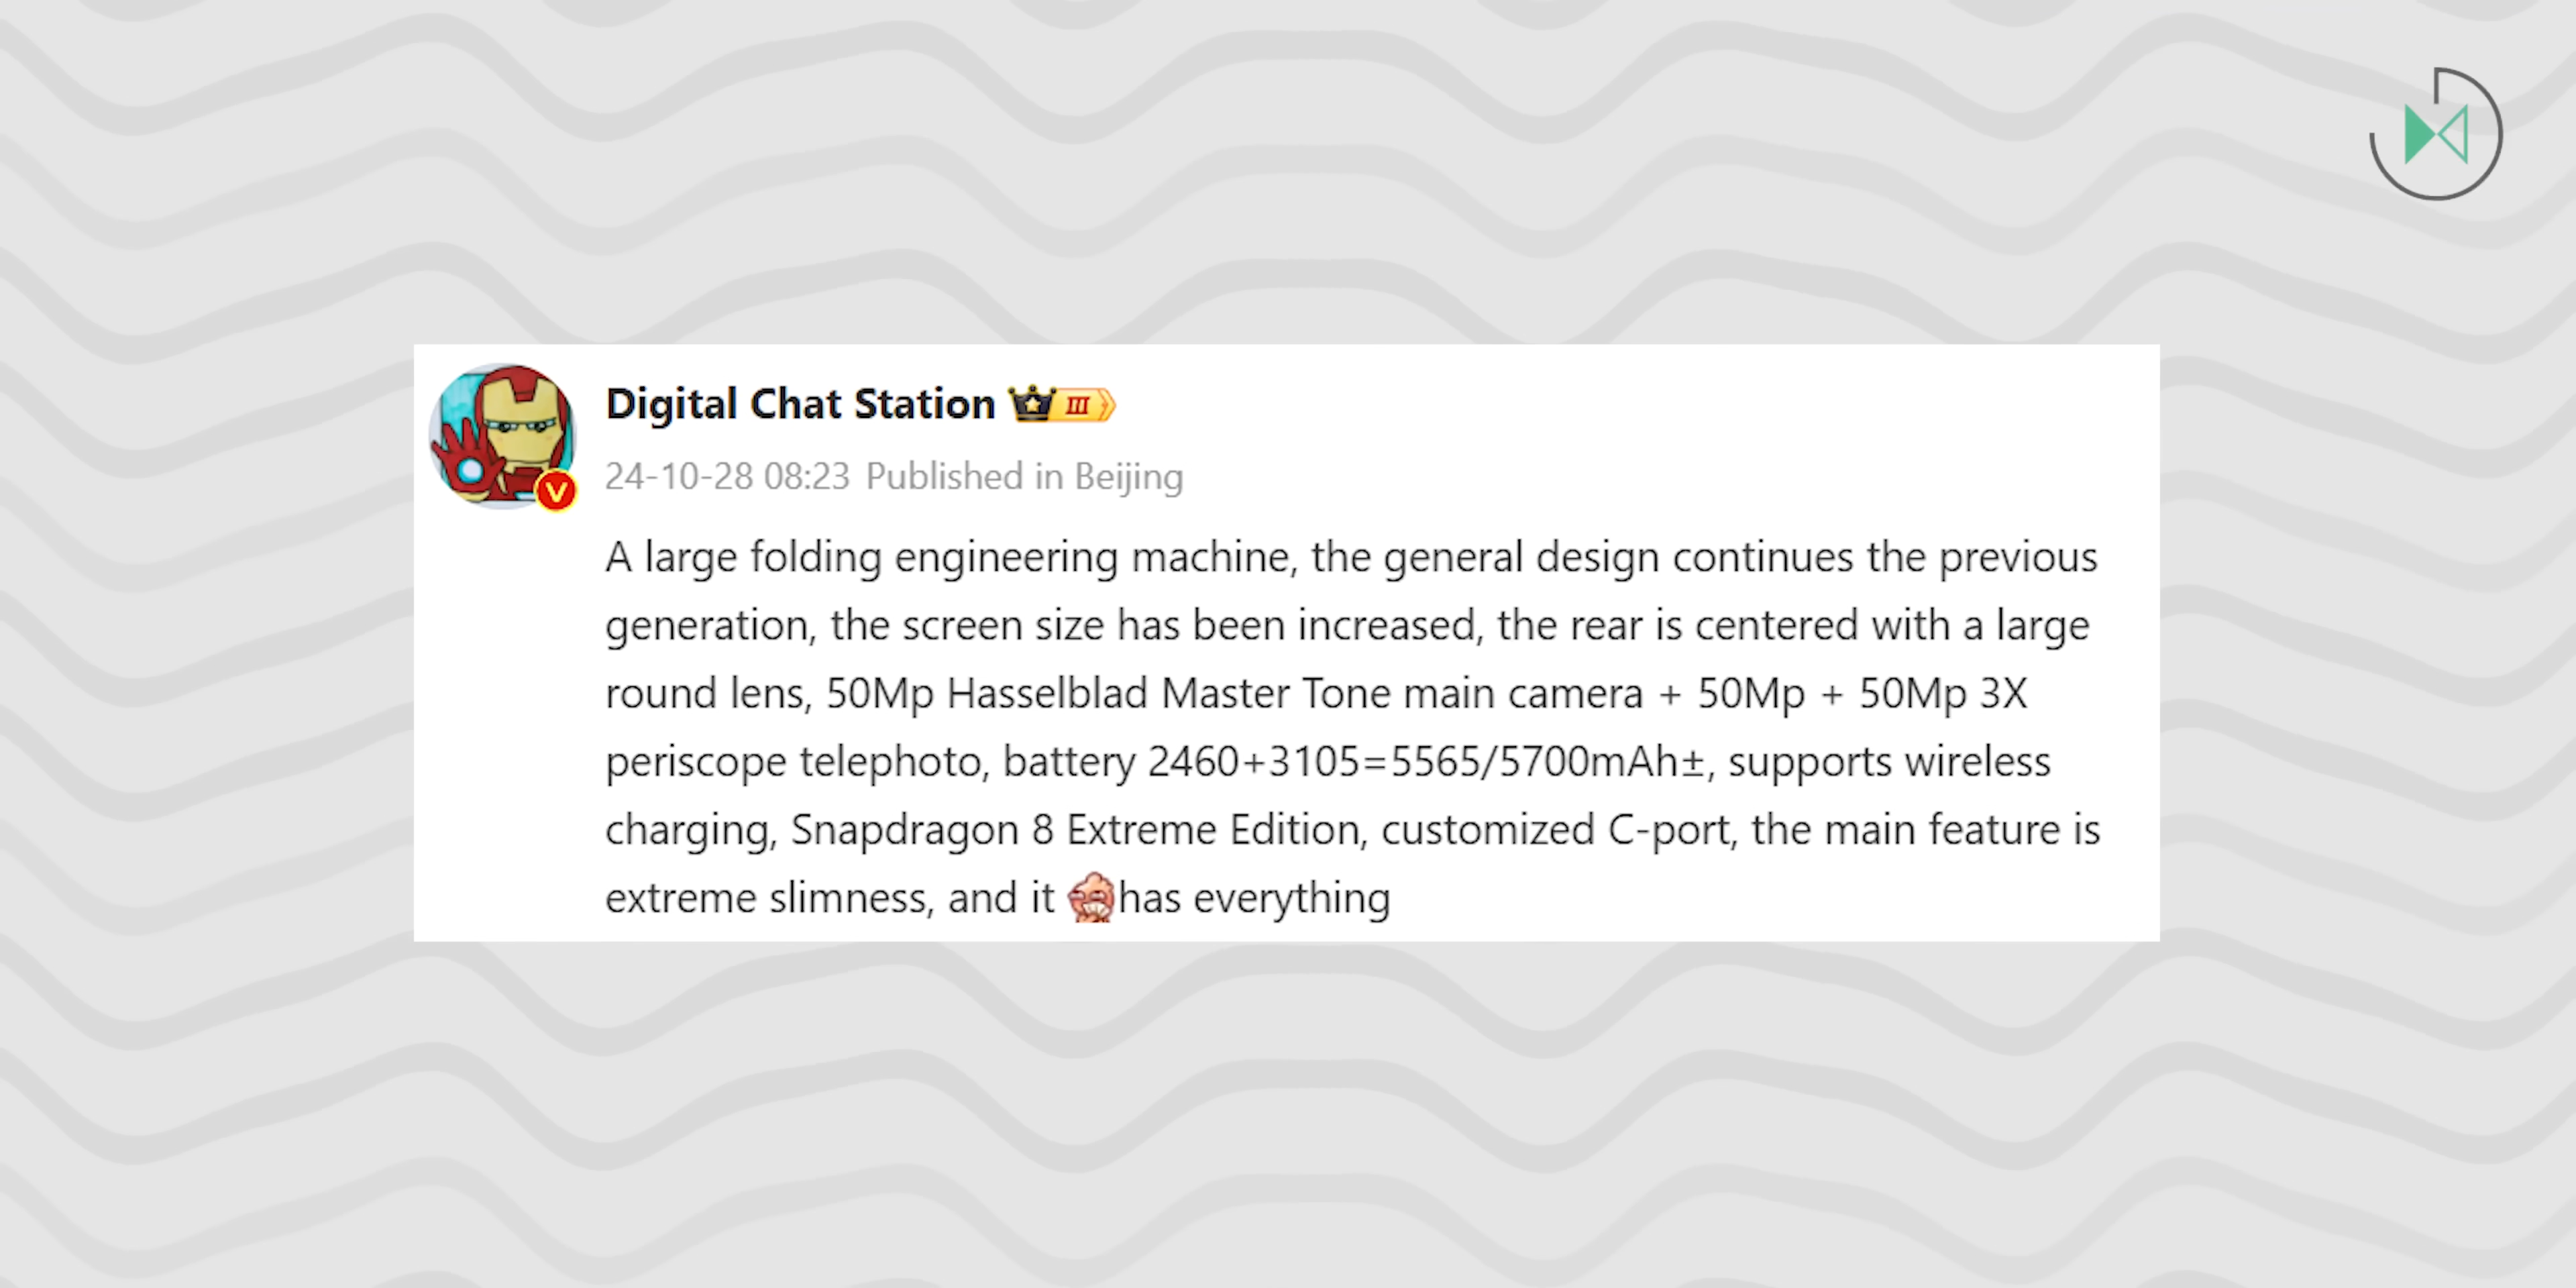 Digital Chat Station III
24-10-28 08:23 Published in Beijing
A large folding engineering machine, the general design continues the previous
generation, the screen size has been increased, the rear is centered with a large
round lens, 50Mp Hasselblad Master Tone main camera + 50Mp + 50Mp 3X
periscope telephoto, battery 2460+3105=5565/5700mAh±, supports wireless
charging, Snapdragon 8 Extreme Edition, customized C-port, the main feature is
extreme slimness, and it has everything